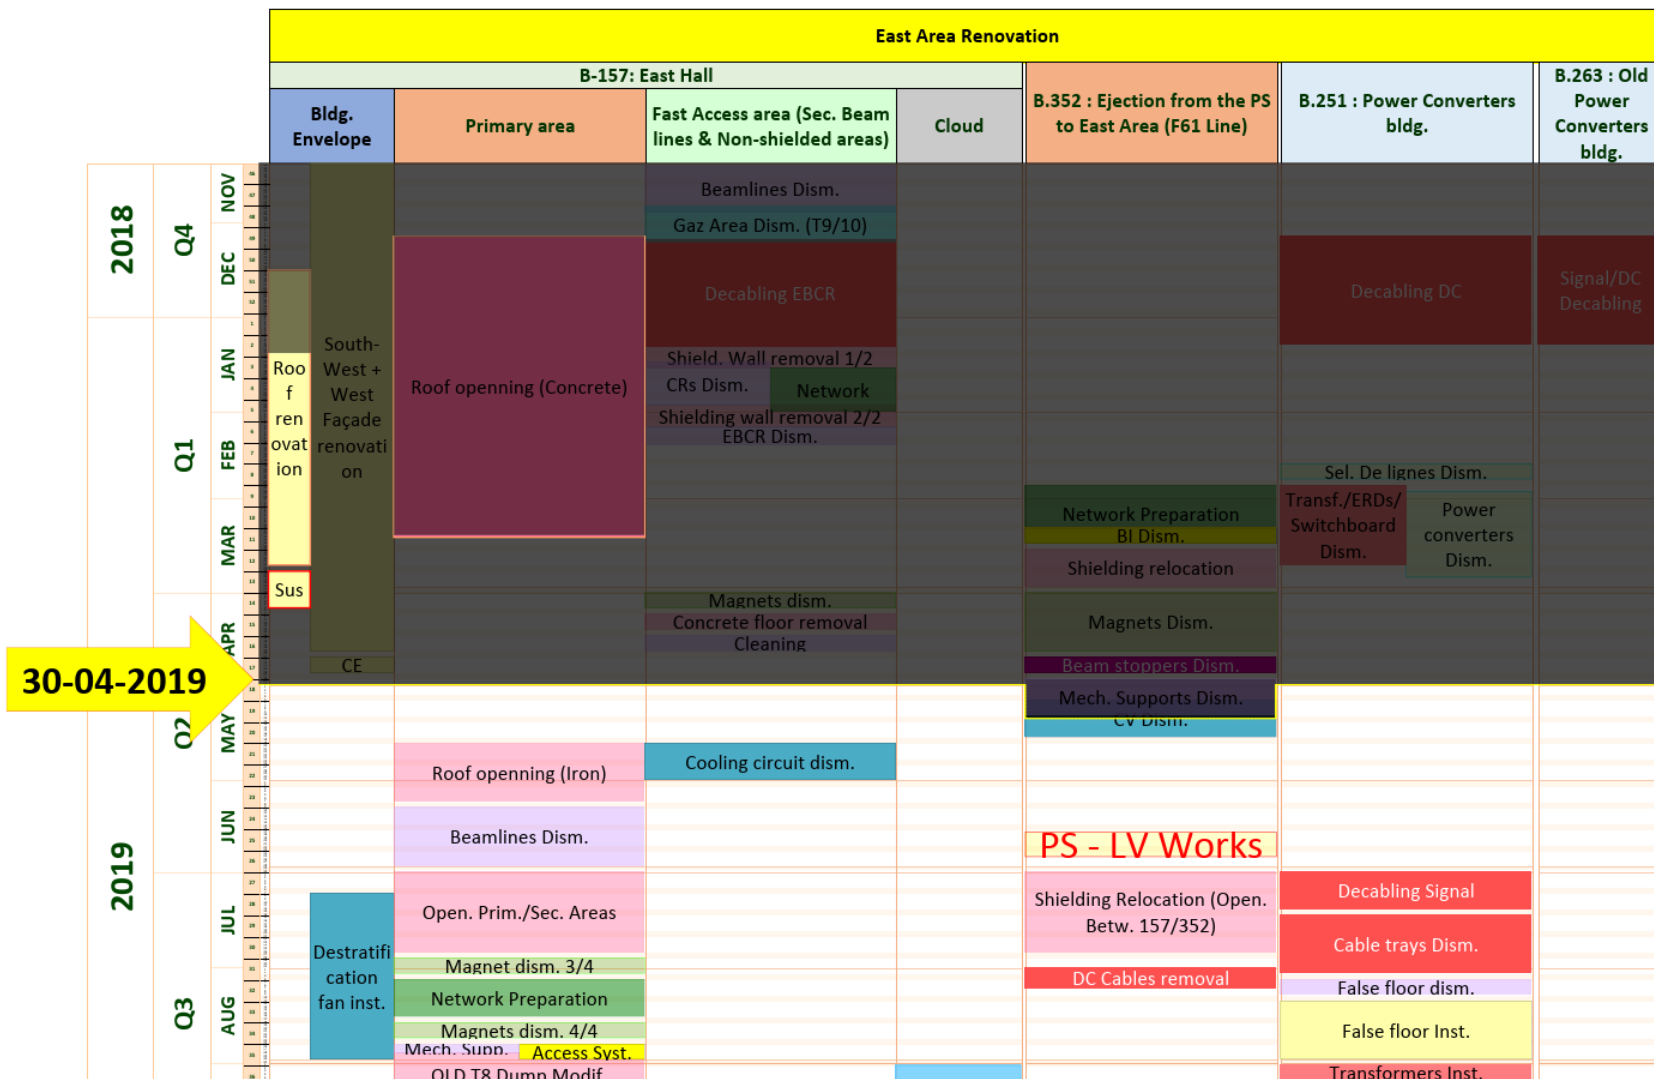 East Area Renovation
B-157: East Hall
Bldg.
Envelope
Primary area
Fast Access area (Sec. Beam
lines & Non-shielded areas)
Cloud
B.352 : Ejection from the PS
to East Area (F61 Line)
B.251 : Power Converters
bldg.
B.263 : Old
Power
Converters
bldg.
2018
Q4
NOV
DEC
2019
Q1
JAN
FEB
MAR
Q2
APR
MAY
JUN
Q3
JUL
AUG
30-04-2019
Roo
f
ren
ovat
ion
Sus
South-
West +
West
Façade
renovati
on
CE
Destratifi
cation
fan inst.
Roof openning (Concrete)
Roof openning (Iron)
Beamlines Dism.
Open. Prim./Sec. Areas
Magnet dism. 3/4
Network Preparation
Magnets dism. 4/4
Mech. Supp.
Access Syst.
OLD T8 Dump Modif
Beamlines Dism.
Gaz Area Dism. (T9/10)
Decabling EBCR
Shield. Wall removal 1/2
CRs Dism.
Network
Shielding wall removal 2/2
EBCR Dism.
Magnets dism.
Concrete floor removal
Cleaning
Cooling circuit dism.
Network Preparation
BI Dism.
Shielding relocation
Magnets Dism.
Beam stoppers Dism.
Mech. Supports Dism.
CV Dism.
PS - LV Works
Shielding Relocation (Open.
Betw. 157/352)
DC Cables removal
Decabling DC
Sel. De lignes Dism.
Transf./ERDs/
Switchboard
Dism.
Power
converters
Dism.
Decabling Signal
Cable trays Dism.
False floor dism.
False floor Inst.
Transformers Inst.
Signal/DC
Decabling